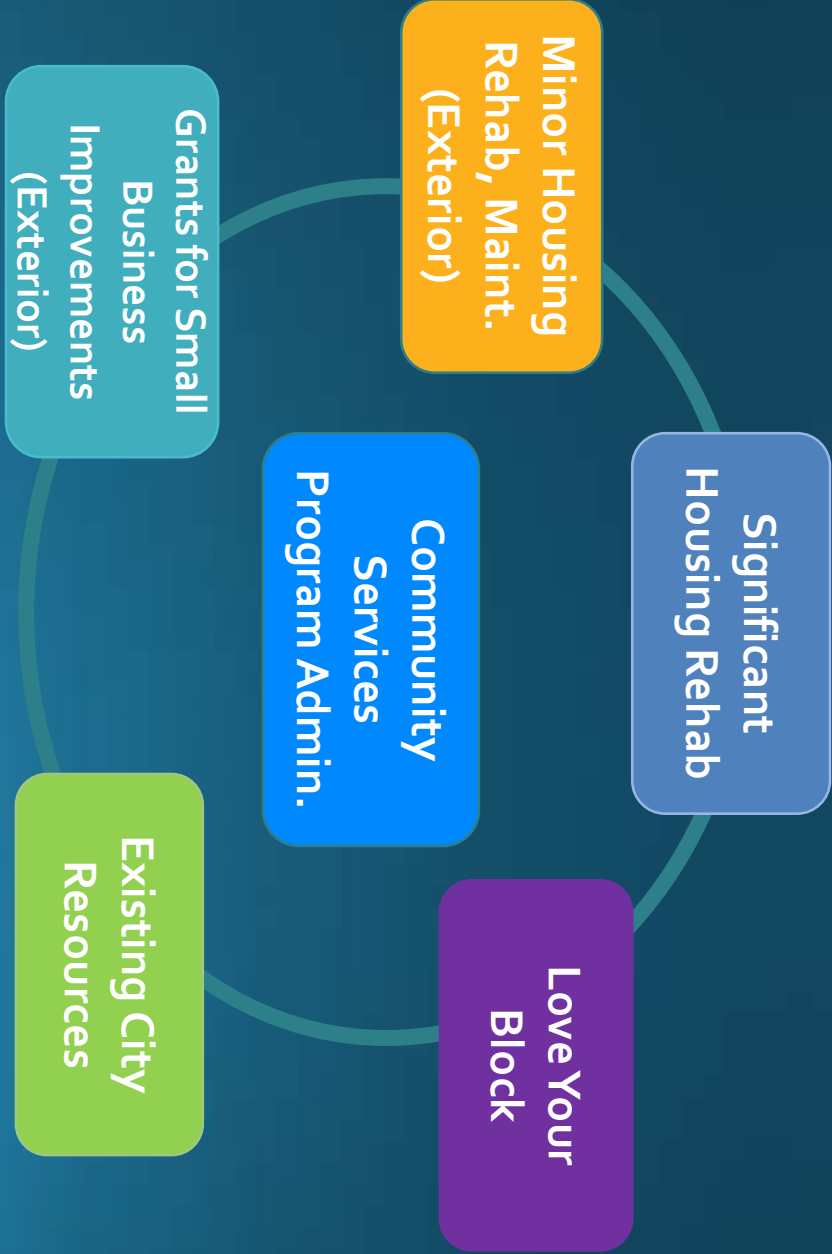 Significant
Housing Rehab
Minor Housing
Rehab, Maint.
(Exterior)
Love Your
Block
Community
Services
Program Admin.
Grants for Small
Business
Improvements
(Exterior)
Existing City
Resources